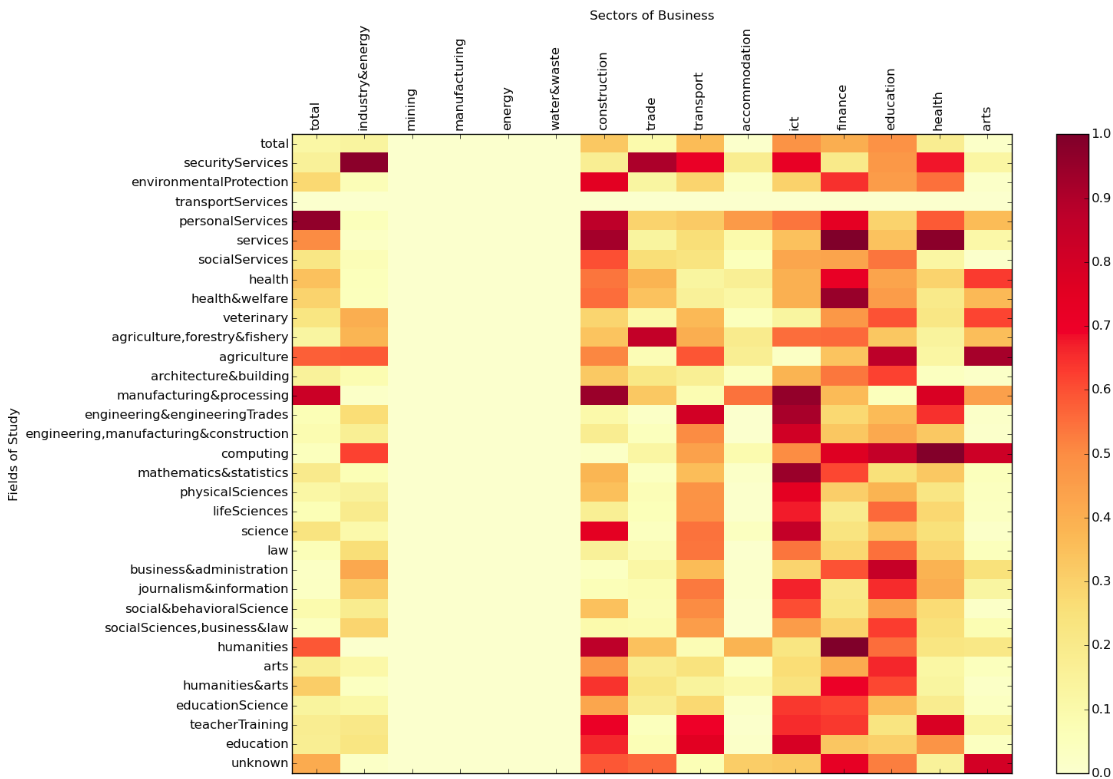 Sectors of Business
total
industry&energy
mining
manufacturing
energy
water&waste
construction
trade
transport
accommodation
ict
finance
education
health
arts
Fields of Study
total
securityServices
environmentalProtection
transportServices
personalServices
services
socialServices
health
health&welfare
veterinary
agriculture,forestry&fishery
agriculture
architecture&building
manufacturing&processing
engineering&engineeringTrades
engineering,manufacturing&construction
computing
mathematics&statistics
physicalSciences
lifeSciences
science
law
business&administration
journalism&information
social&behavioralScience
socialSciences,business&law
humanities
arts
humanities&arts
educationScience
teacherTraining
education
unknown
1.0
0.9
0.8
0.7
0.6
0.5
0.4
0.3
0.2
0.1
0.0